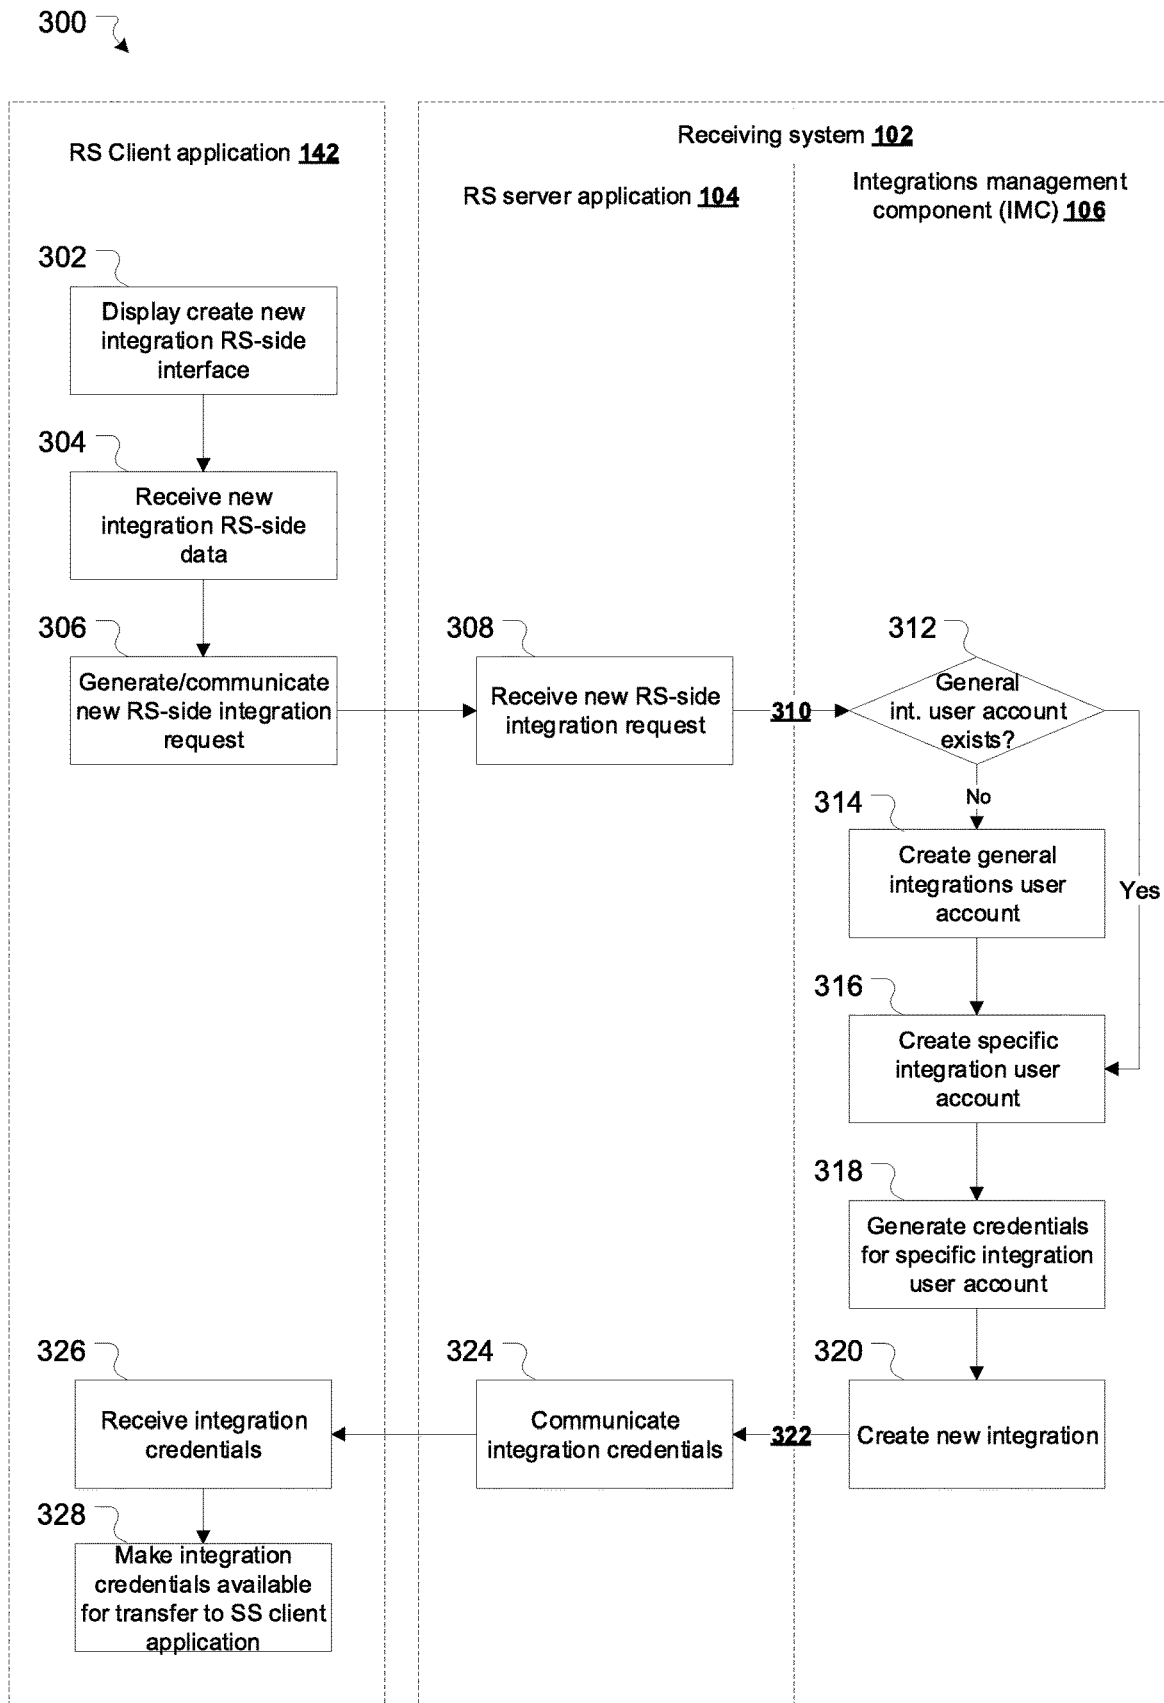 300
RS Client application 142
Receiving system 102
RS server application 104
Integrations management
component (IMC) 106
302
Display create new
integration RS-side
interface
304
Receive new
integration RS-side
data
306
Generate/communicate
new RS-side integration
request
308
Receive new RS-side
integration request
310
312
General
int. user account
exists?
No
Yes
314
Create general
integrations user
account
316
Create specific
integration user
account
318
Generate credentials
for specific integration
user account
320
Create new integration
322
324
Communicate
integration credentials
326
Receive integration
credentials
328
Make integration
credentials available
for transfer to SS client
application